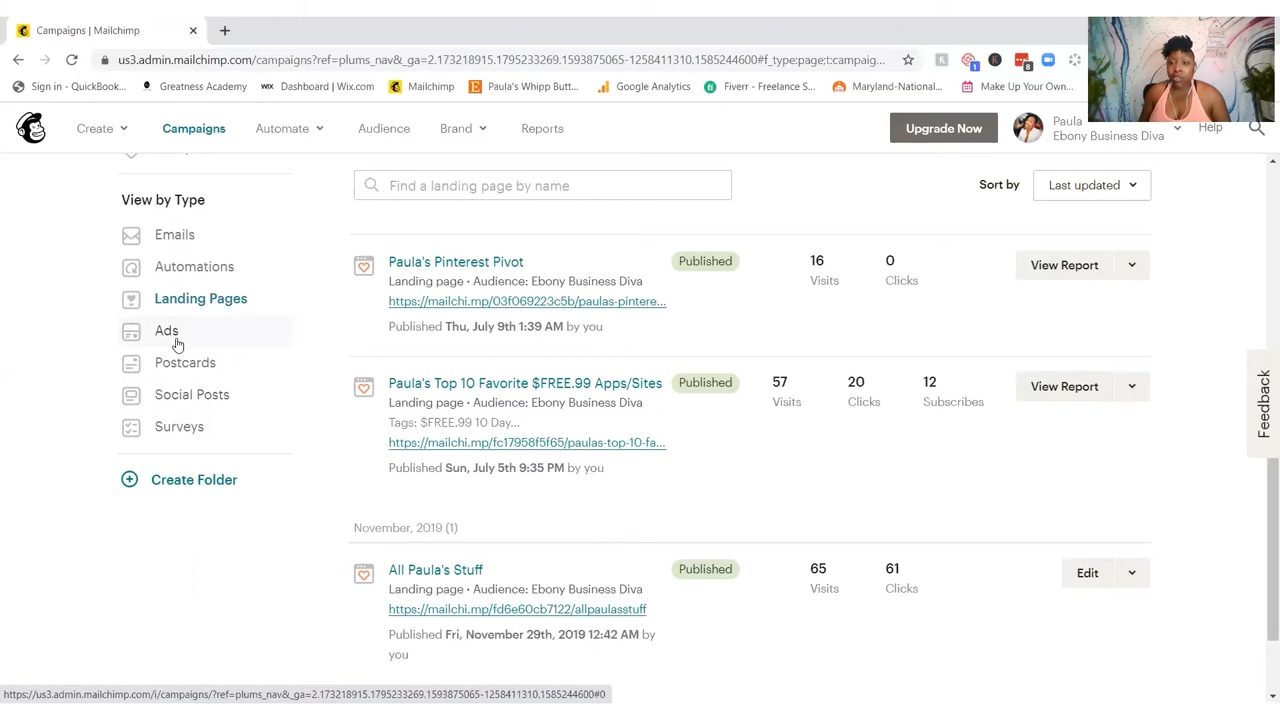 Campaigns | Mailchimp
us3.admin.mailchimp.com/campaigns?ref=plums_nav&_ga=2.173218915.1795233269.1593875065-1258411310.1585244600#f_type:page;t:campaig...
1
8
Sign in - QuickBook...
Greatness Academy
WIX
Dashboard | Wix.com
Mailchimp
E
Paula's Whipp Butt...
Google Analytics
fi
Fiverr - Freelance S...
Maryland-National...
Make Up Your Own...
Create
Campaigns
Automate
Audience
Brand
Reports
Upgrade Now
Paula
Ebony Business Diva
Help
View by Type
Emails
Automations
Landing Pages
Ads
Postcards
Social Posts
Surveys
Create Folder
Find a landing page by name
Sort by
Last updated
Paula's Pinterest Pivot
Published
16
Visits
0
Clicks
View Report
Landing page • Audience: Ebony Business Diva
https://mailchi.mp/03f069223c5b/paulas-pintere...
Published Thu, July 9th 1:39 AM by you
Paula's Top 10 Favorite $FREE.99 Apps/Sites
Published
57
Visits
20
Clicks
12
Subscribes
View Report
Landing page • Audience: Ebony Business Diva
Tags: $FREE.99 10 Day...
https://mailchi.mp/fc17958f5f65/paulas-top-10-fa...
Published Sun, July 5th 9:35 PM by you
November, 2019 (1)
All Paula's Stuff
Published
65
Visits
61
Clicks
Edit
Landing page • Audience: Ebony Business Diva
https://mailchi.mp/fd6e60cb7122/allpaulasstuff
Published Fri, November 29th, 2019 12:42 AM by
you
Feedback
https://us3.admin.mailchimp.com/i/campaigns/?ref=plums_nav&_ga=2.173218915.1795233269.1593875065-1258411310.1585244600#0